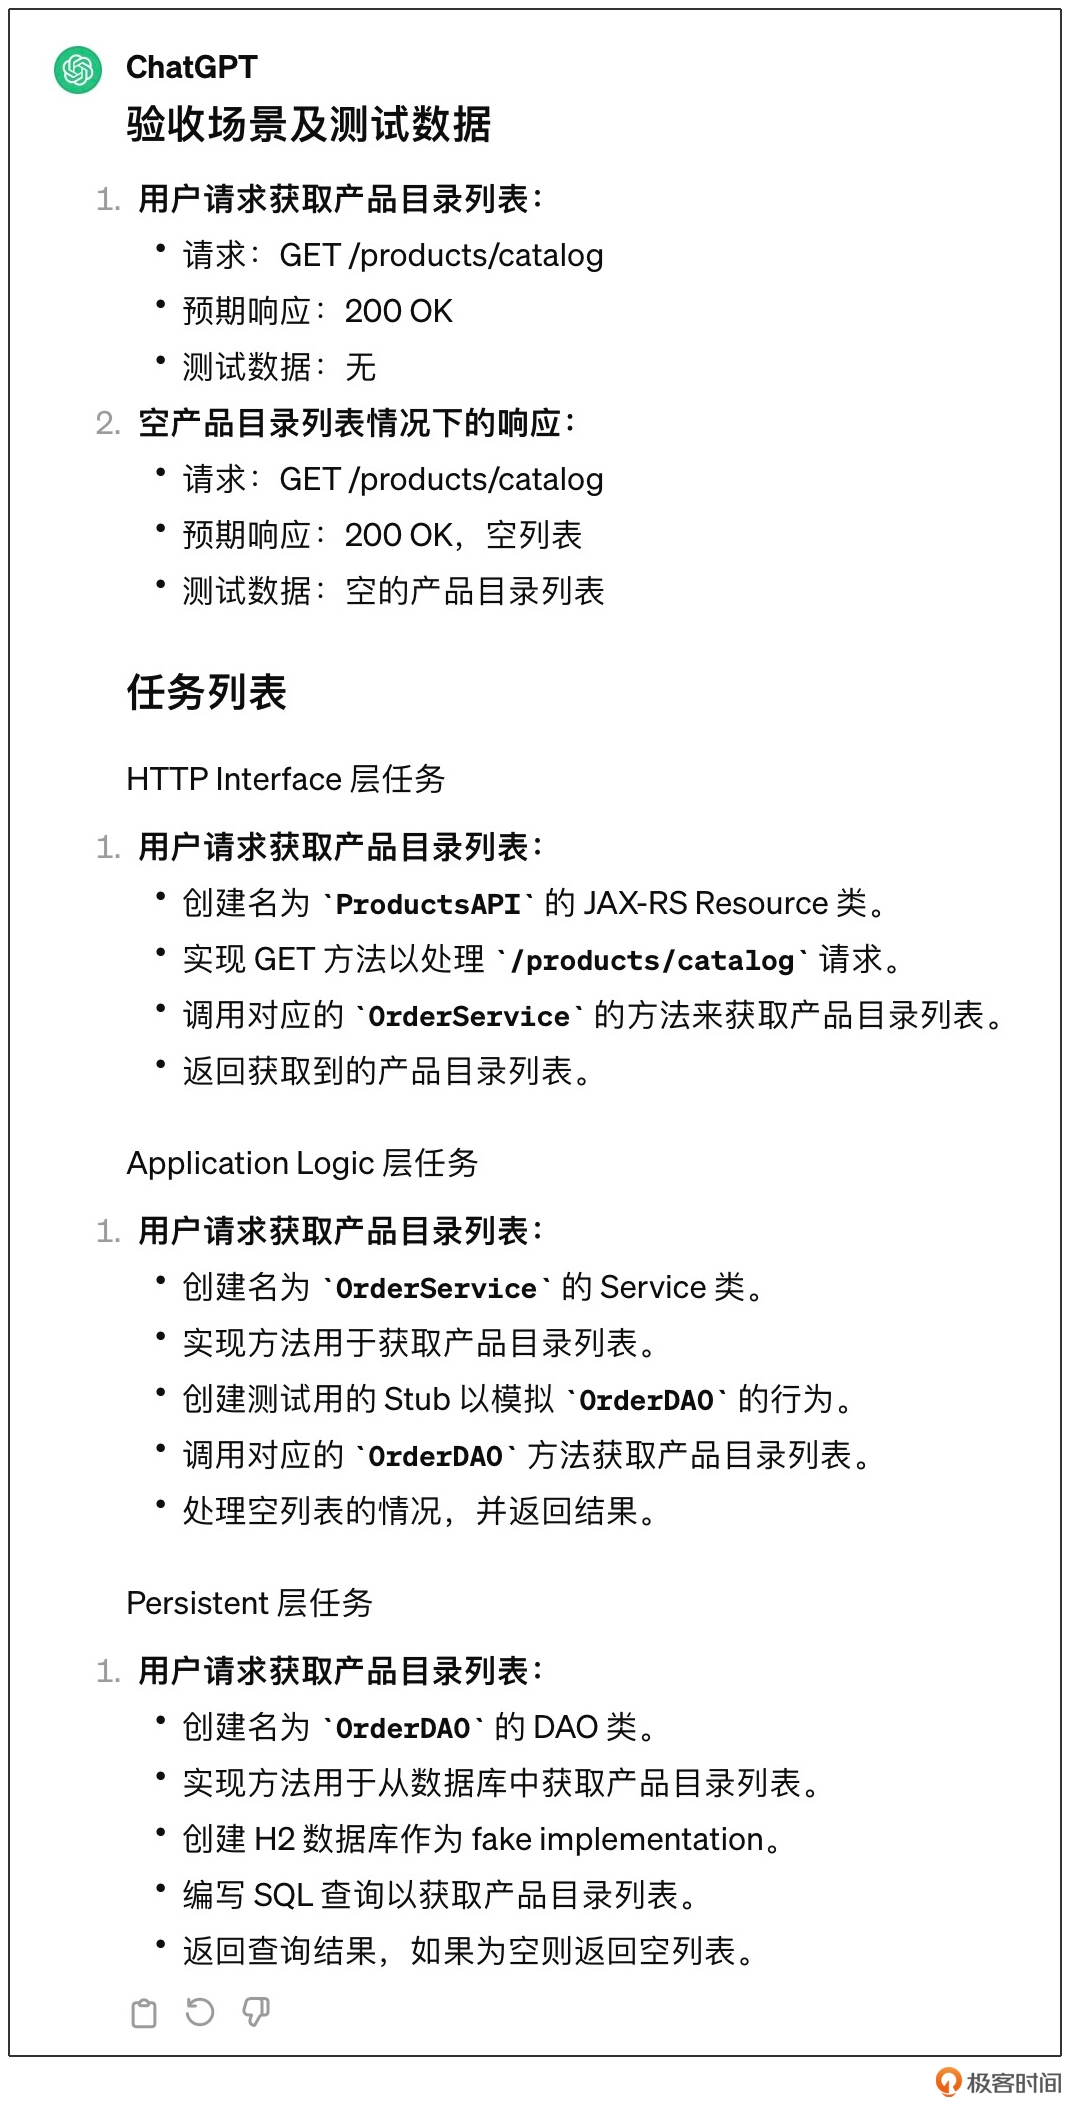 ChatGPT
验收场景及测试数据
1. 用户请求获取产品目录列表：
• 请求：GET /products/catalog
• 预期响应：200 OK
• 测试数据：无
2. 空产品目录列表情况下的响应：
• 请求：GET /products/catalog
• 预期响应：200 OK，空列表
• 测试数据：空的产品目录列表
任务列表
HTTP Interface 层任务
1. 用户请求获取产品目录列表：
• 创建名为 `ProductsAPI` 的 JAX-RS Resource 类。
• 实现 GET 方法以处理 `/products/catalog` 请求。
• 调用对应的 `OrderService` 的方法来获取产品目录列表。
• 返回获取到的产品目录列表。
Application Logic 层任务
1. 用户请求获取产品目录列表：
• 创建名为 `OrderService` 的 Service 类。
• 实现方法用于获取产品目录列表。
• 创建测试用的 Stub 以模拟 `OrderDAO` 的行为。
• 调用对应的 `OrderDAO` 方法获取产品目录列表。
• 处理空列表的情况，并返回结果。
Persistent 层任务
1. 用户请求获取产品目录列表：
• 创建名为 `OrderDAO` 的 DAO 类。
• 实现方法用于从数据库中获取产品目录列表。
• 创建 H2 数据库作为 fake implementation。
• 编写 SQL 查询以获取产品目录列表。
• 返回查询结果，如果为空则返回空列表。
极客时间